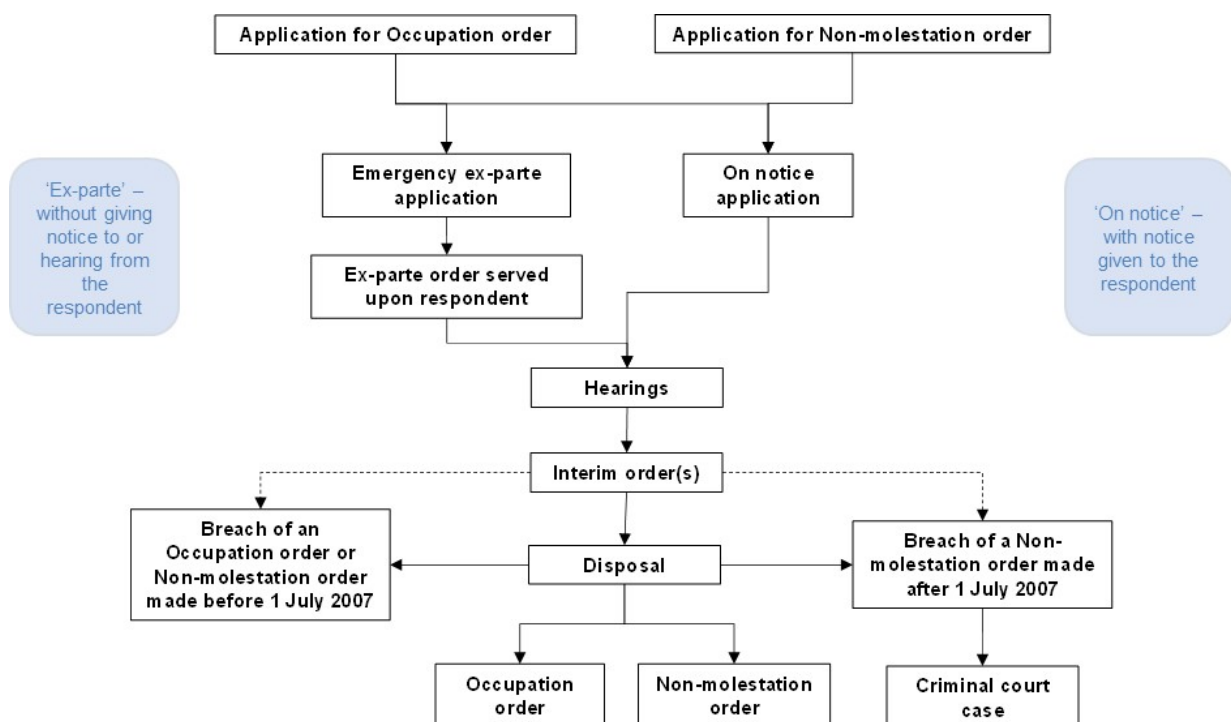 Application for Occupation order
Application for Non-molestation order
Emergency ex-parte
application
On notice
application
'Ex-parte' –
without giving
notice to or
hearing from
the
respondent
'On notice' –
with notice
given to the
respondent
Ex-parte order served
upon respondent
Hearings
Interim order(s)
Breach of an
Occupation order or
Non-molestation order
made before 1 July 2007
Disposal
Breach of a Non-
molestation order made
after 1 July 2007
Occupation
order
Non-molestation
order
Criminal court
case